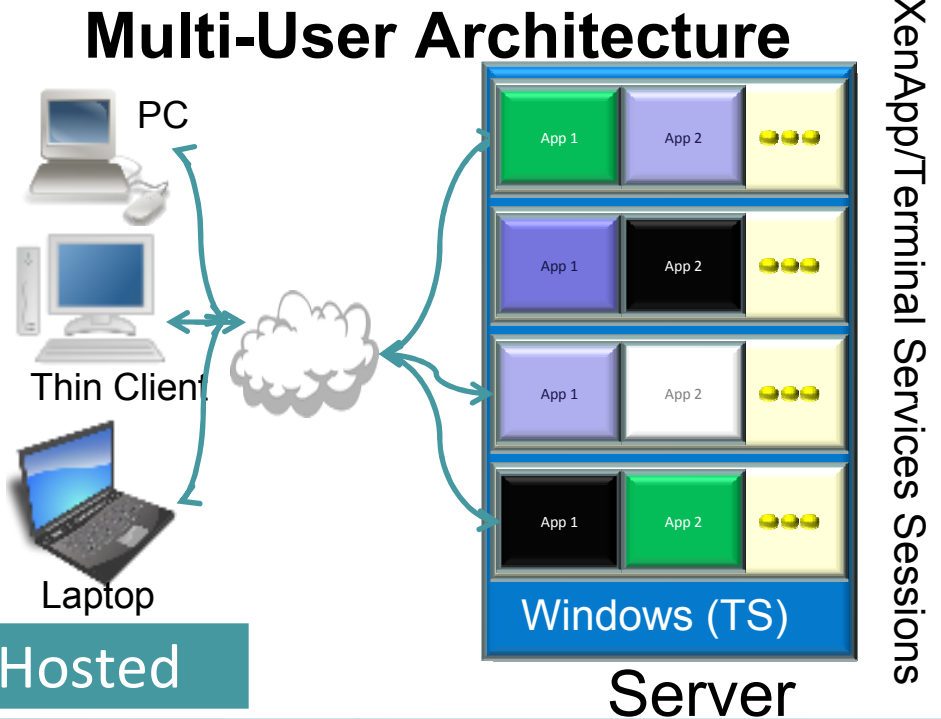 Multi-User Architecture
PC
Thin Client
Laptop
Hosted
App 1
App 2
App 1
App 2
App 1
App 2
App 1
App 2
Windows (TS)
Server
XenApp/Terminal Services Sessions